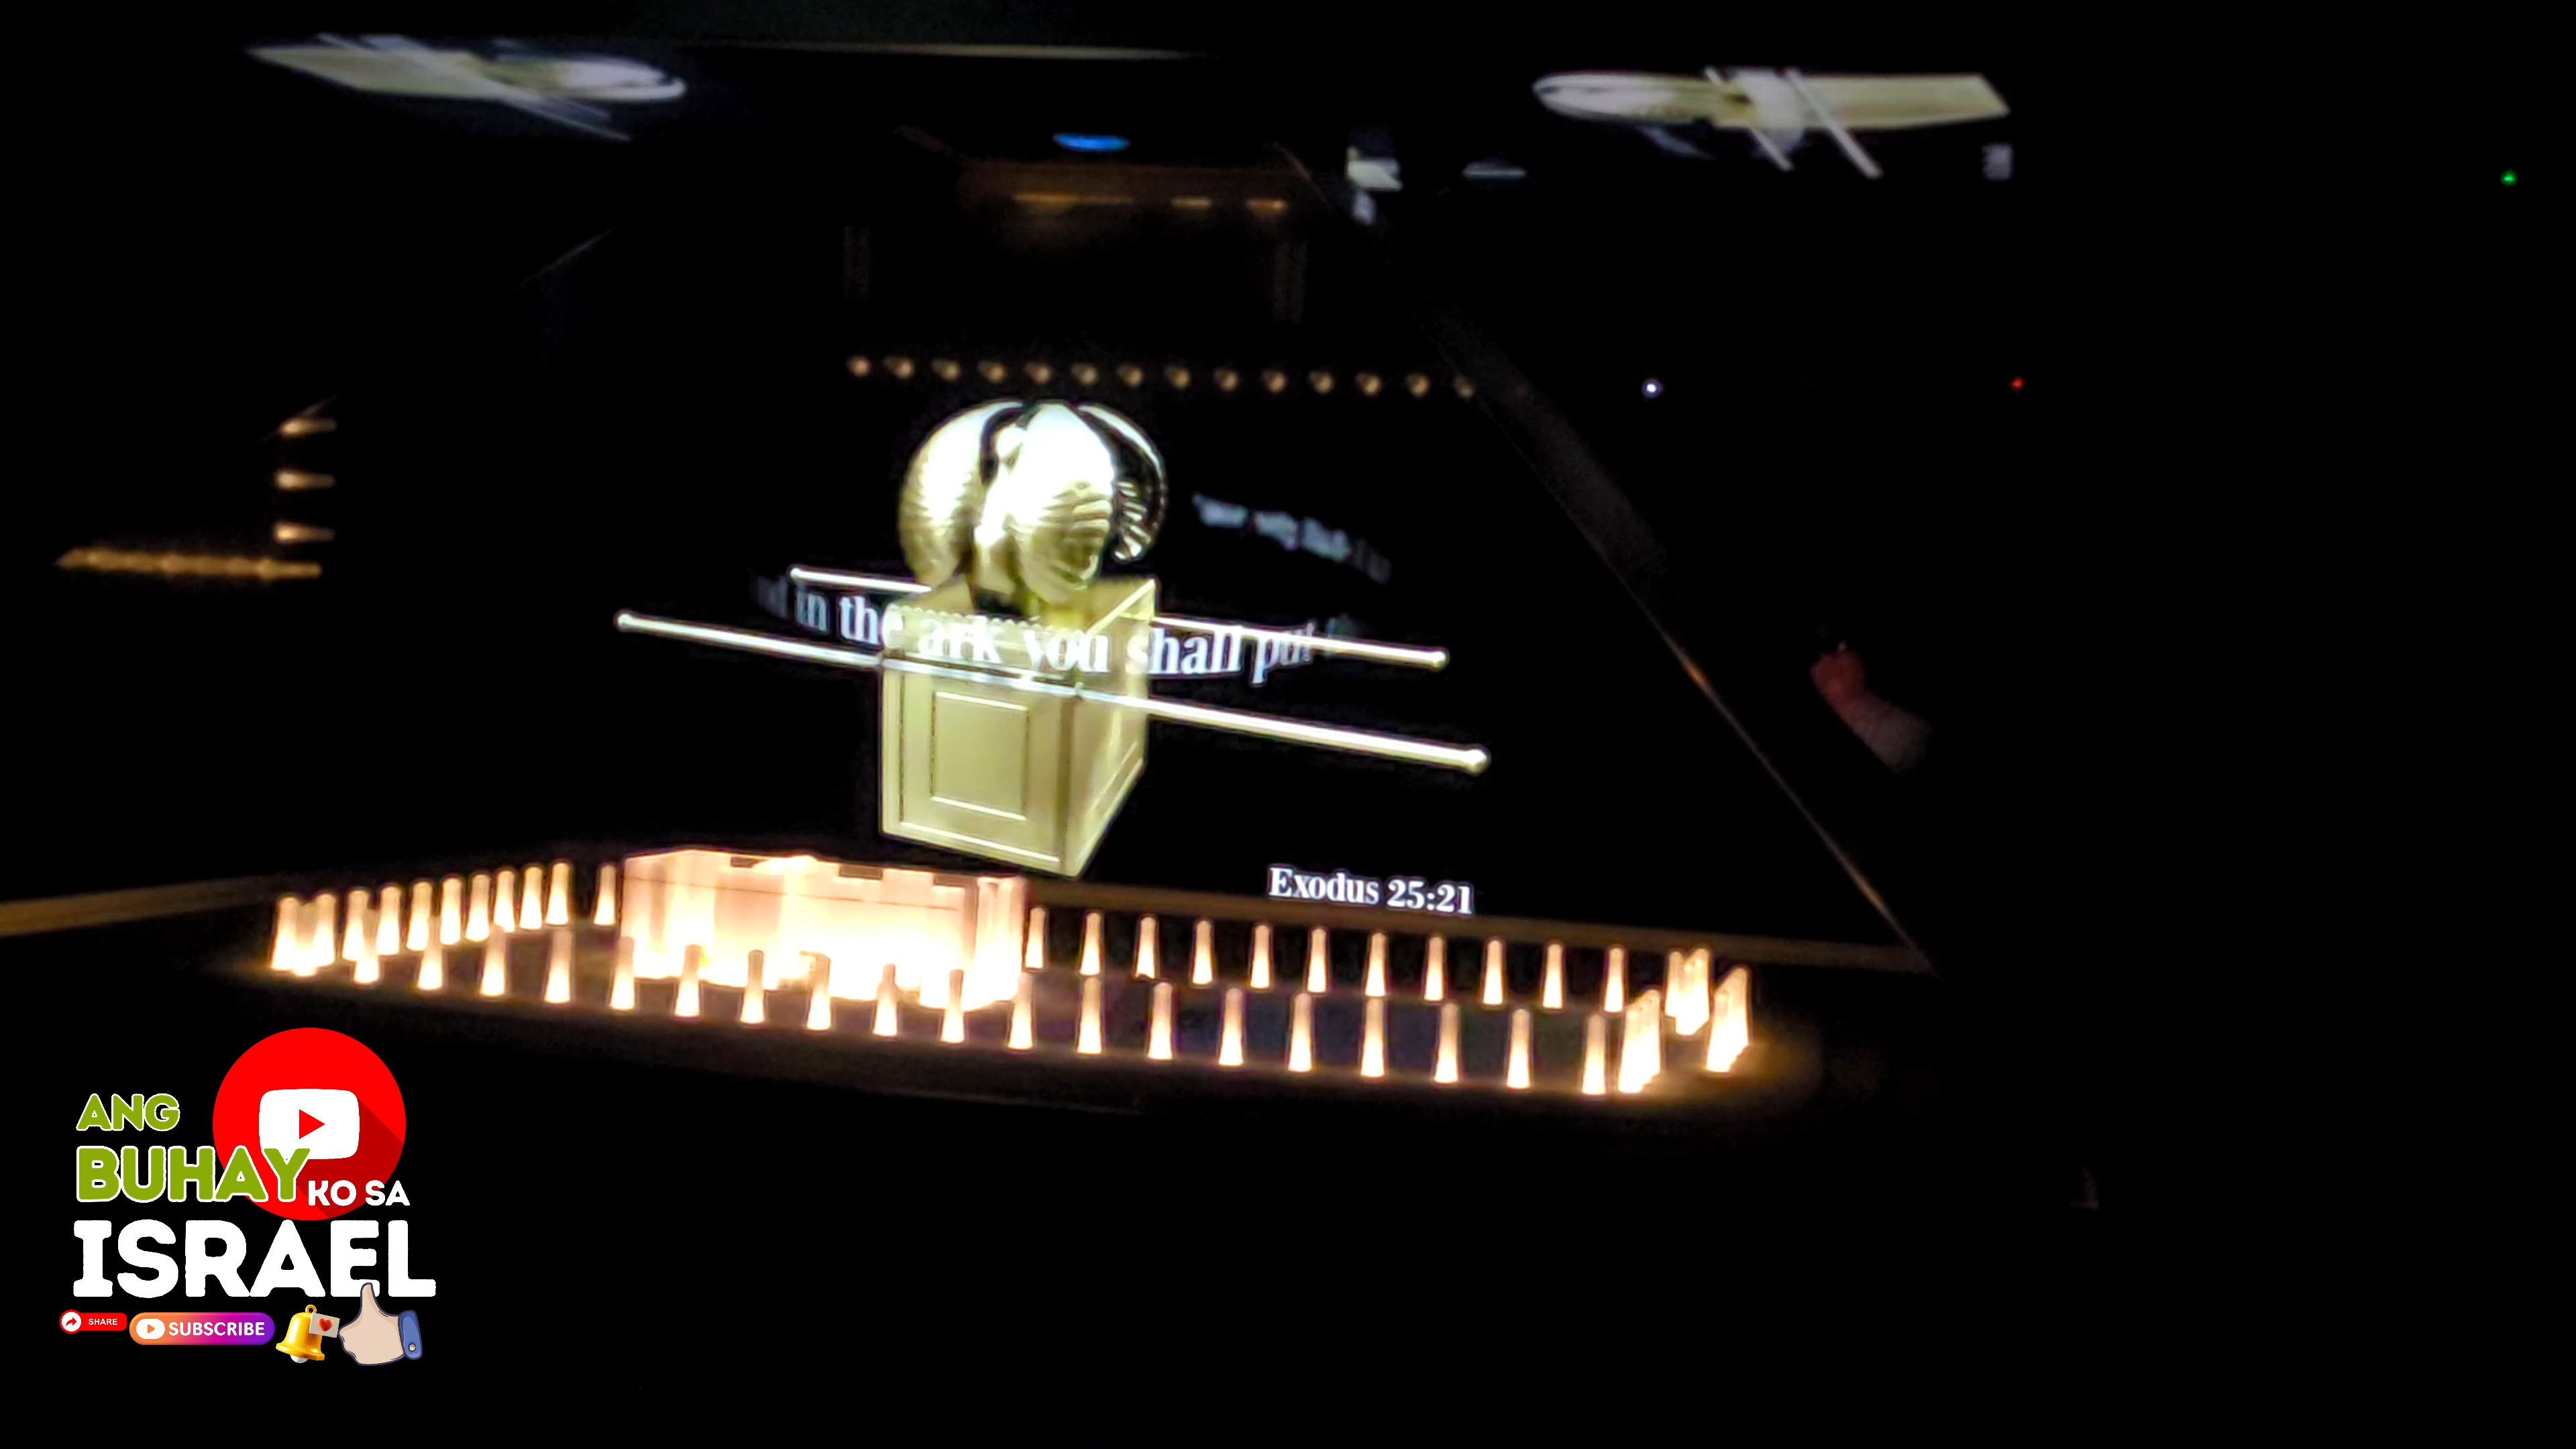 in the ark you shall put
Exodus 25:21
ANG
BUHAY KO SA
ISRAEL
SHARE
SUBSCRIBE